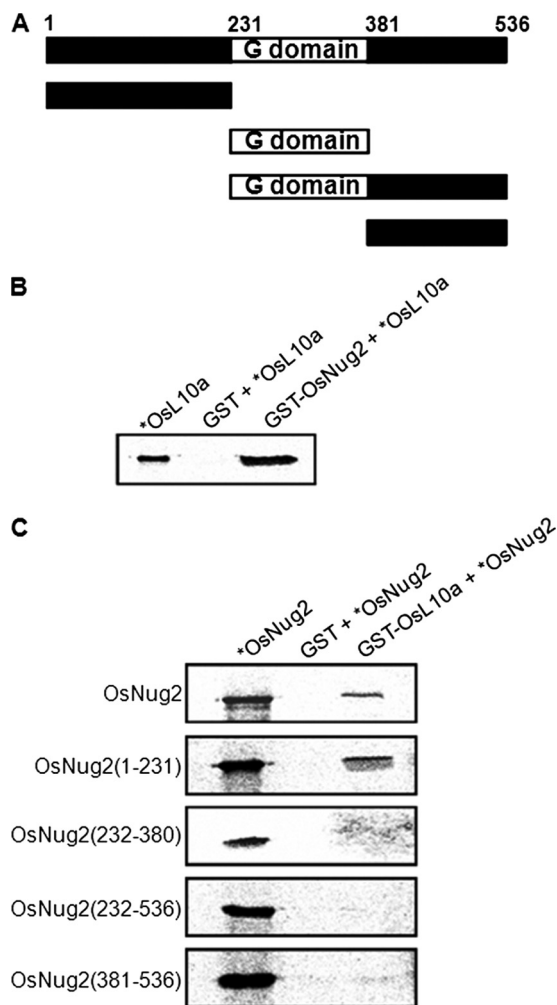 A
1 231 381 536
G domain
G domain
G domain
B
*OsL10a
GST + *OsL10a
GST-OsNug2 + *OsL10a
C
*OsNug2
GST + *OsNug2
GST-OsL10a + *OsNug2
OsNug2
OsNug2(1-231)
OsNug2(232-380)
OsNug2(232-536)
OsNug2(381-536)